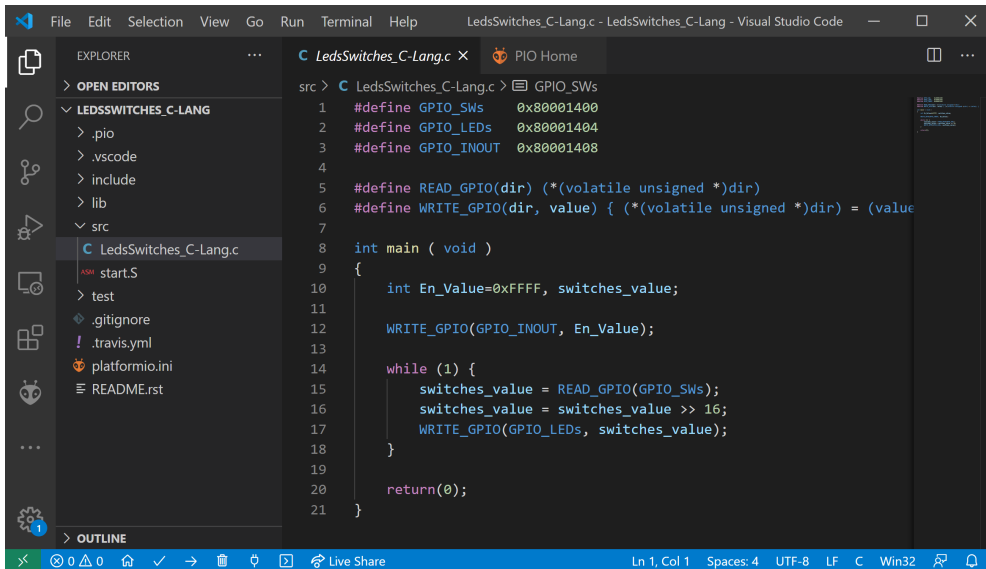 File Edit Selection View Go Run Terminal Help LedsSwitches_C-Lang.c - LedsSwitches_C-Lang - Visual Studio Code
EXPLORER
OPEN EDITORS
LEDSSWITCHES_C-LANG
.pio
.vscode
include
lib
src
C LedsSwitches_C-Lang.c
ASM start.S
test
.gitignore
! .travis.yml
platformio.ini
README.rst
OUTLINE
1
C LedsSwitches_C-Lang.c PIO Home
src > C LedsSwitches_C-Lang.c > GPIO_SWs
1 #define GPIO_SWs    0x80001400
2 #define GPIO_LEDs   0x80001404
3 #define GPIO_INOUT  0x80001408
4
5 #define READ_GPIO(dir) (*(volatile unsigned *)dir)
6 #define WRITE_GPIO(dir, value) { (*(volatile unsigned *)dir) = (value
7
8 int main ( void )
9 {
10     int En_Value=0xFFFF, switches_value;
11
12     WRITE_GPIO(GPIO_INOUT, En_Value);
13
14     while (1) {
15         switches_value = READ_GPIO(GPIO_SWs);
16         switches_value = switches_value >> 16;
17         WRITE_GPIO(GPIO_LEDs, switches_value);
18     }
19
20     return(0);
21 }
0 0 Live Share Ln 1, Col 1 Spaces: 4 UTF-8 LF C Win32